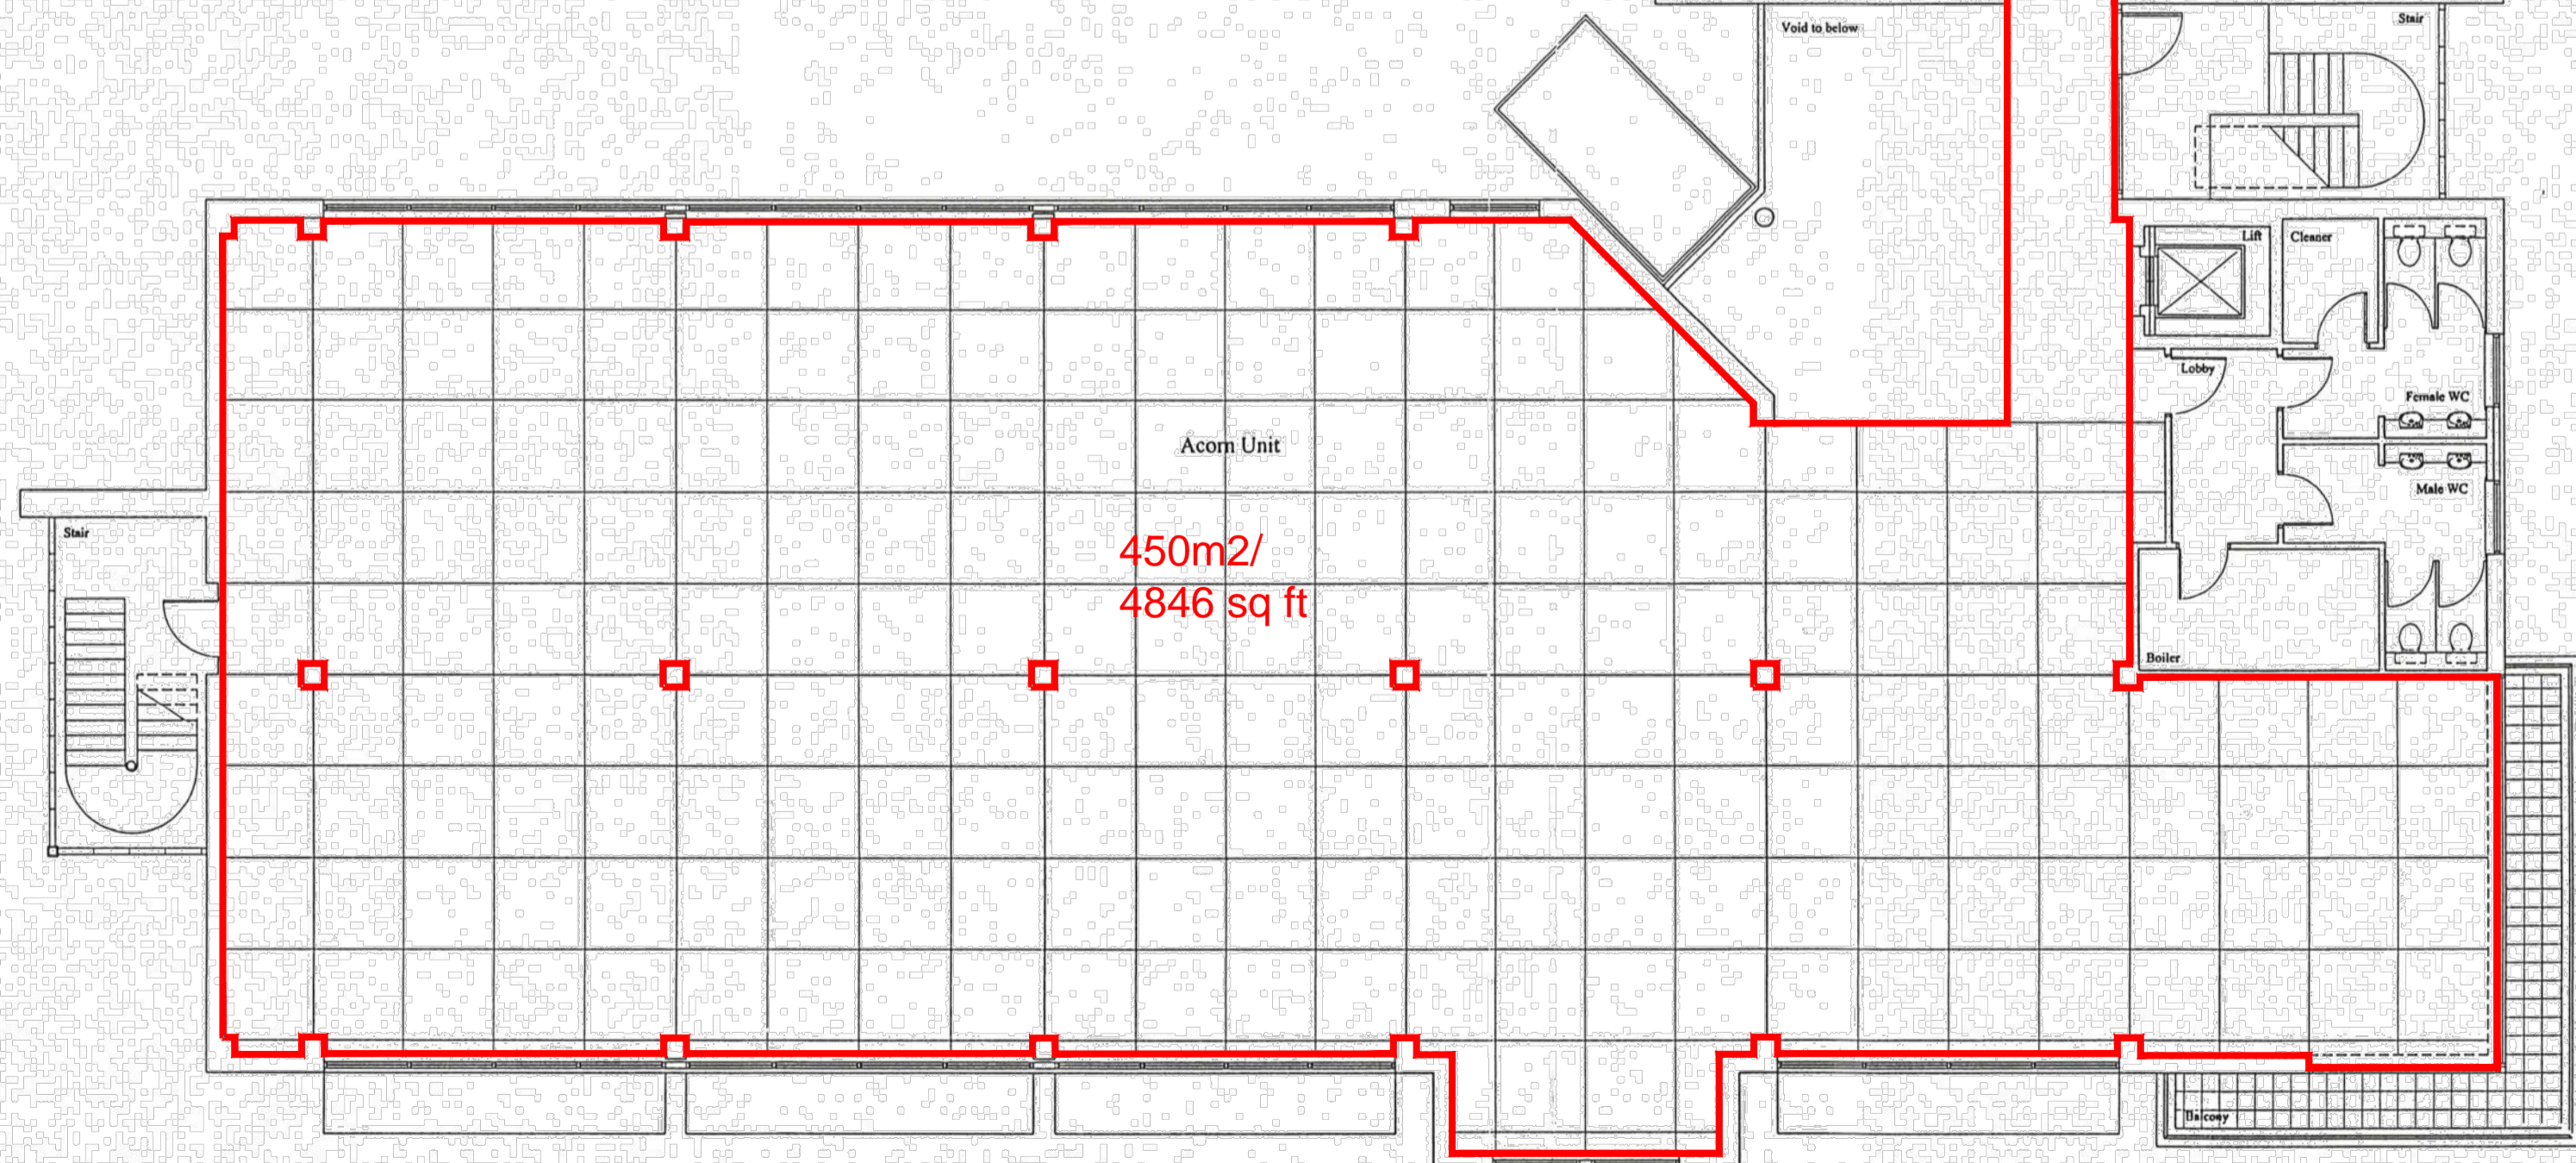 Void to below
Stair
Lift
Cleaner
Lobby
Female WC
Acorn Unit
Male WC
Stair
450m2/
4846 sq ft
Boiler
Balcony